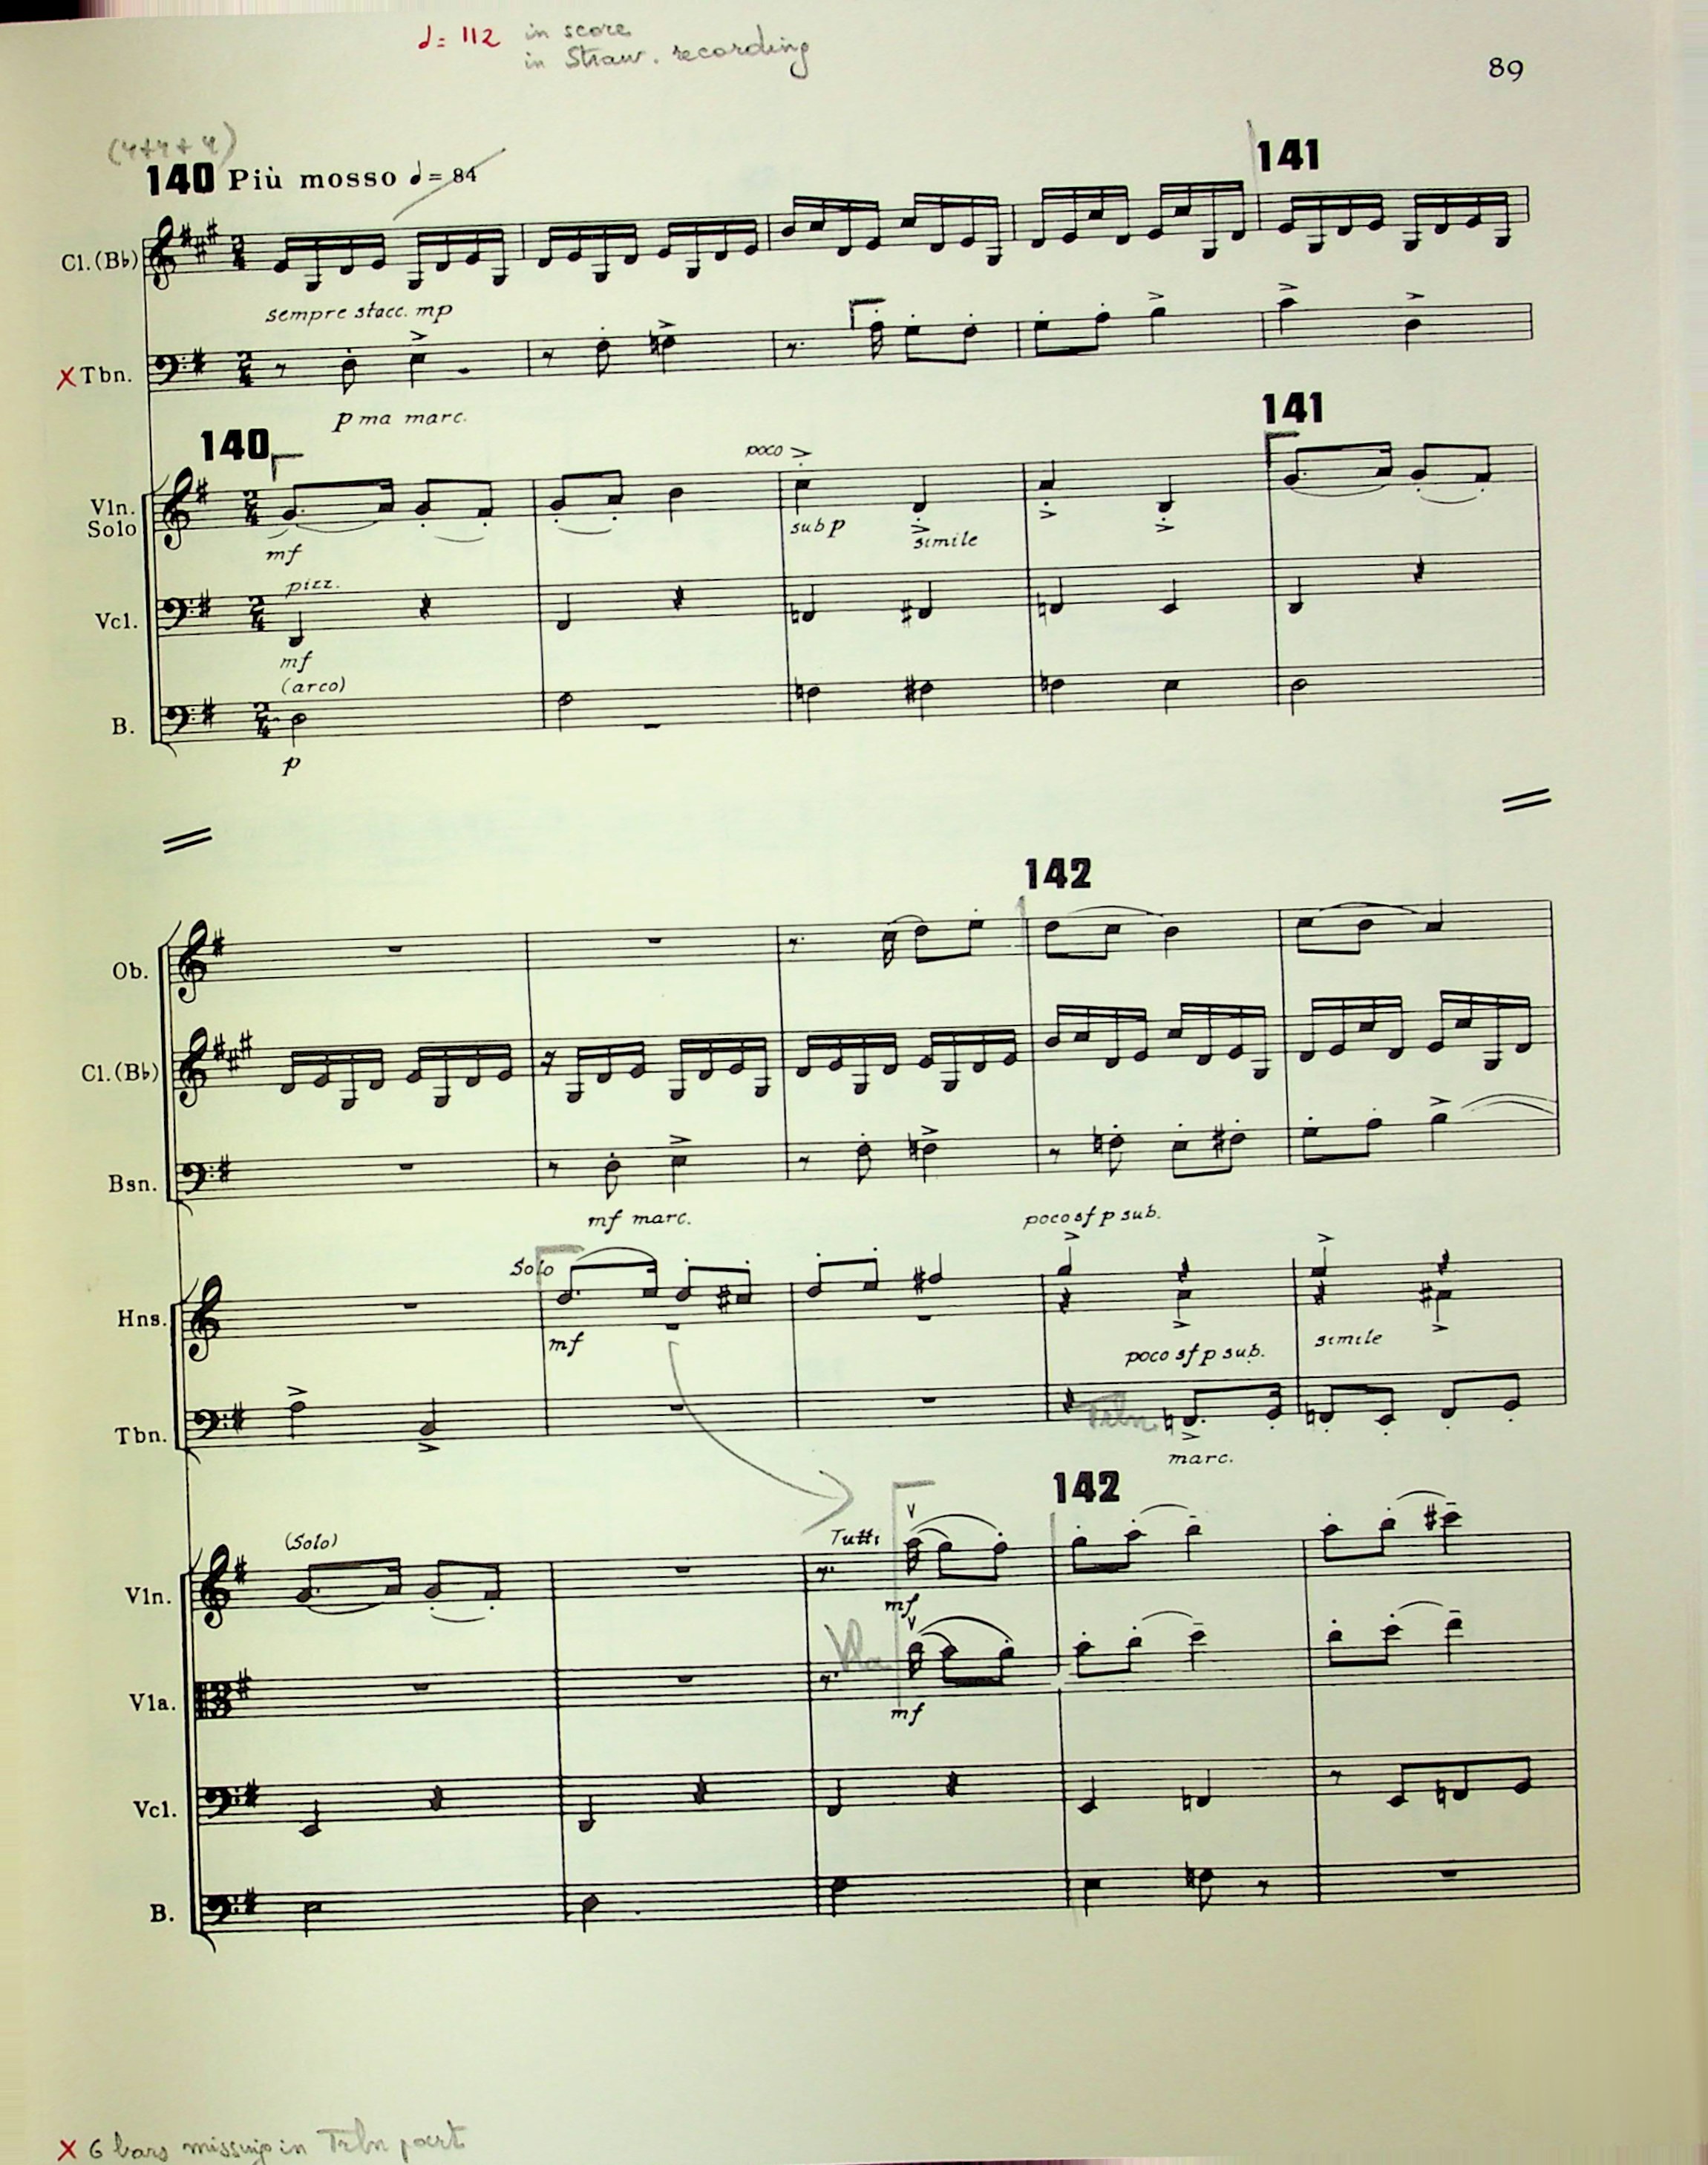 ♩= 112 in score
in Straw. recording
89
(4+4+4)
140 Più mosso ♩= 84
141
Cl.(B♭)
sempre stacc. mp
X Tbn.
p ma marc.
140
141
poco
Vln.
Solo
mf
sub p
simile
pizz.
Vcl.
mf
(arco)
B.
p
142
Ob.
Cl.(B♭)
Bsn.
mf marc.
poco sf p sub.
Solo
Hns.
mf
poco sf p sub.
simile
Tbn.
Trbn.
marc.
142
(Solo)
Tutti
Vln.
mf
Vla.
Vla.
mf
Vcl.
B.
X 6 bars missing in Trbn part